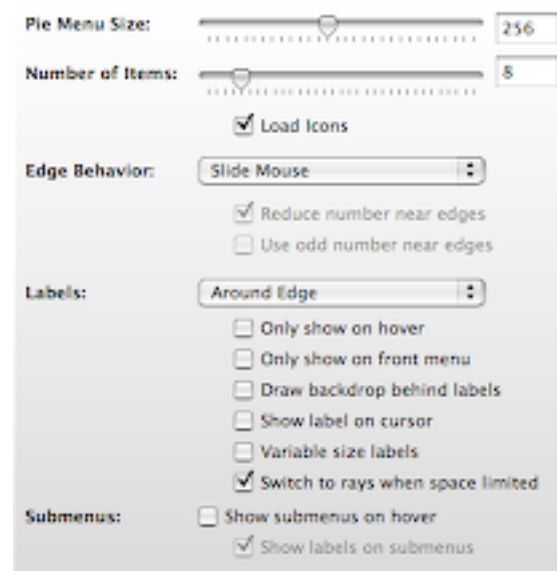 Pie Menu Size: 256
Number of Items: 8
Load Icons
Edge Behavior: Slide Mouse
Reduce number near edges
Use odd number near edges
Labels: Around Edge
Only show on hover
Only show on front menu
Draw backdrop behind labels
Show label on cursor
Variable size labels
Switch to rays when space limited
Submenus: Show submenus on hover
Show labels on submenus